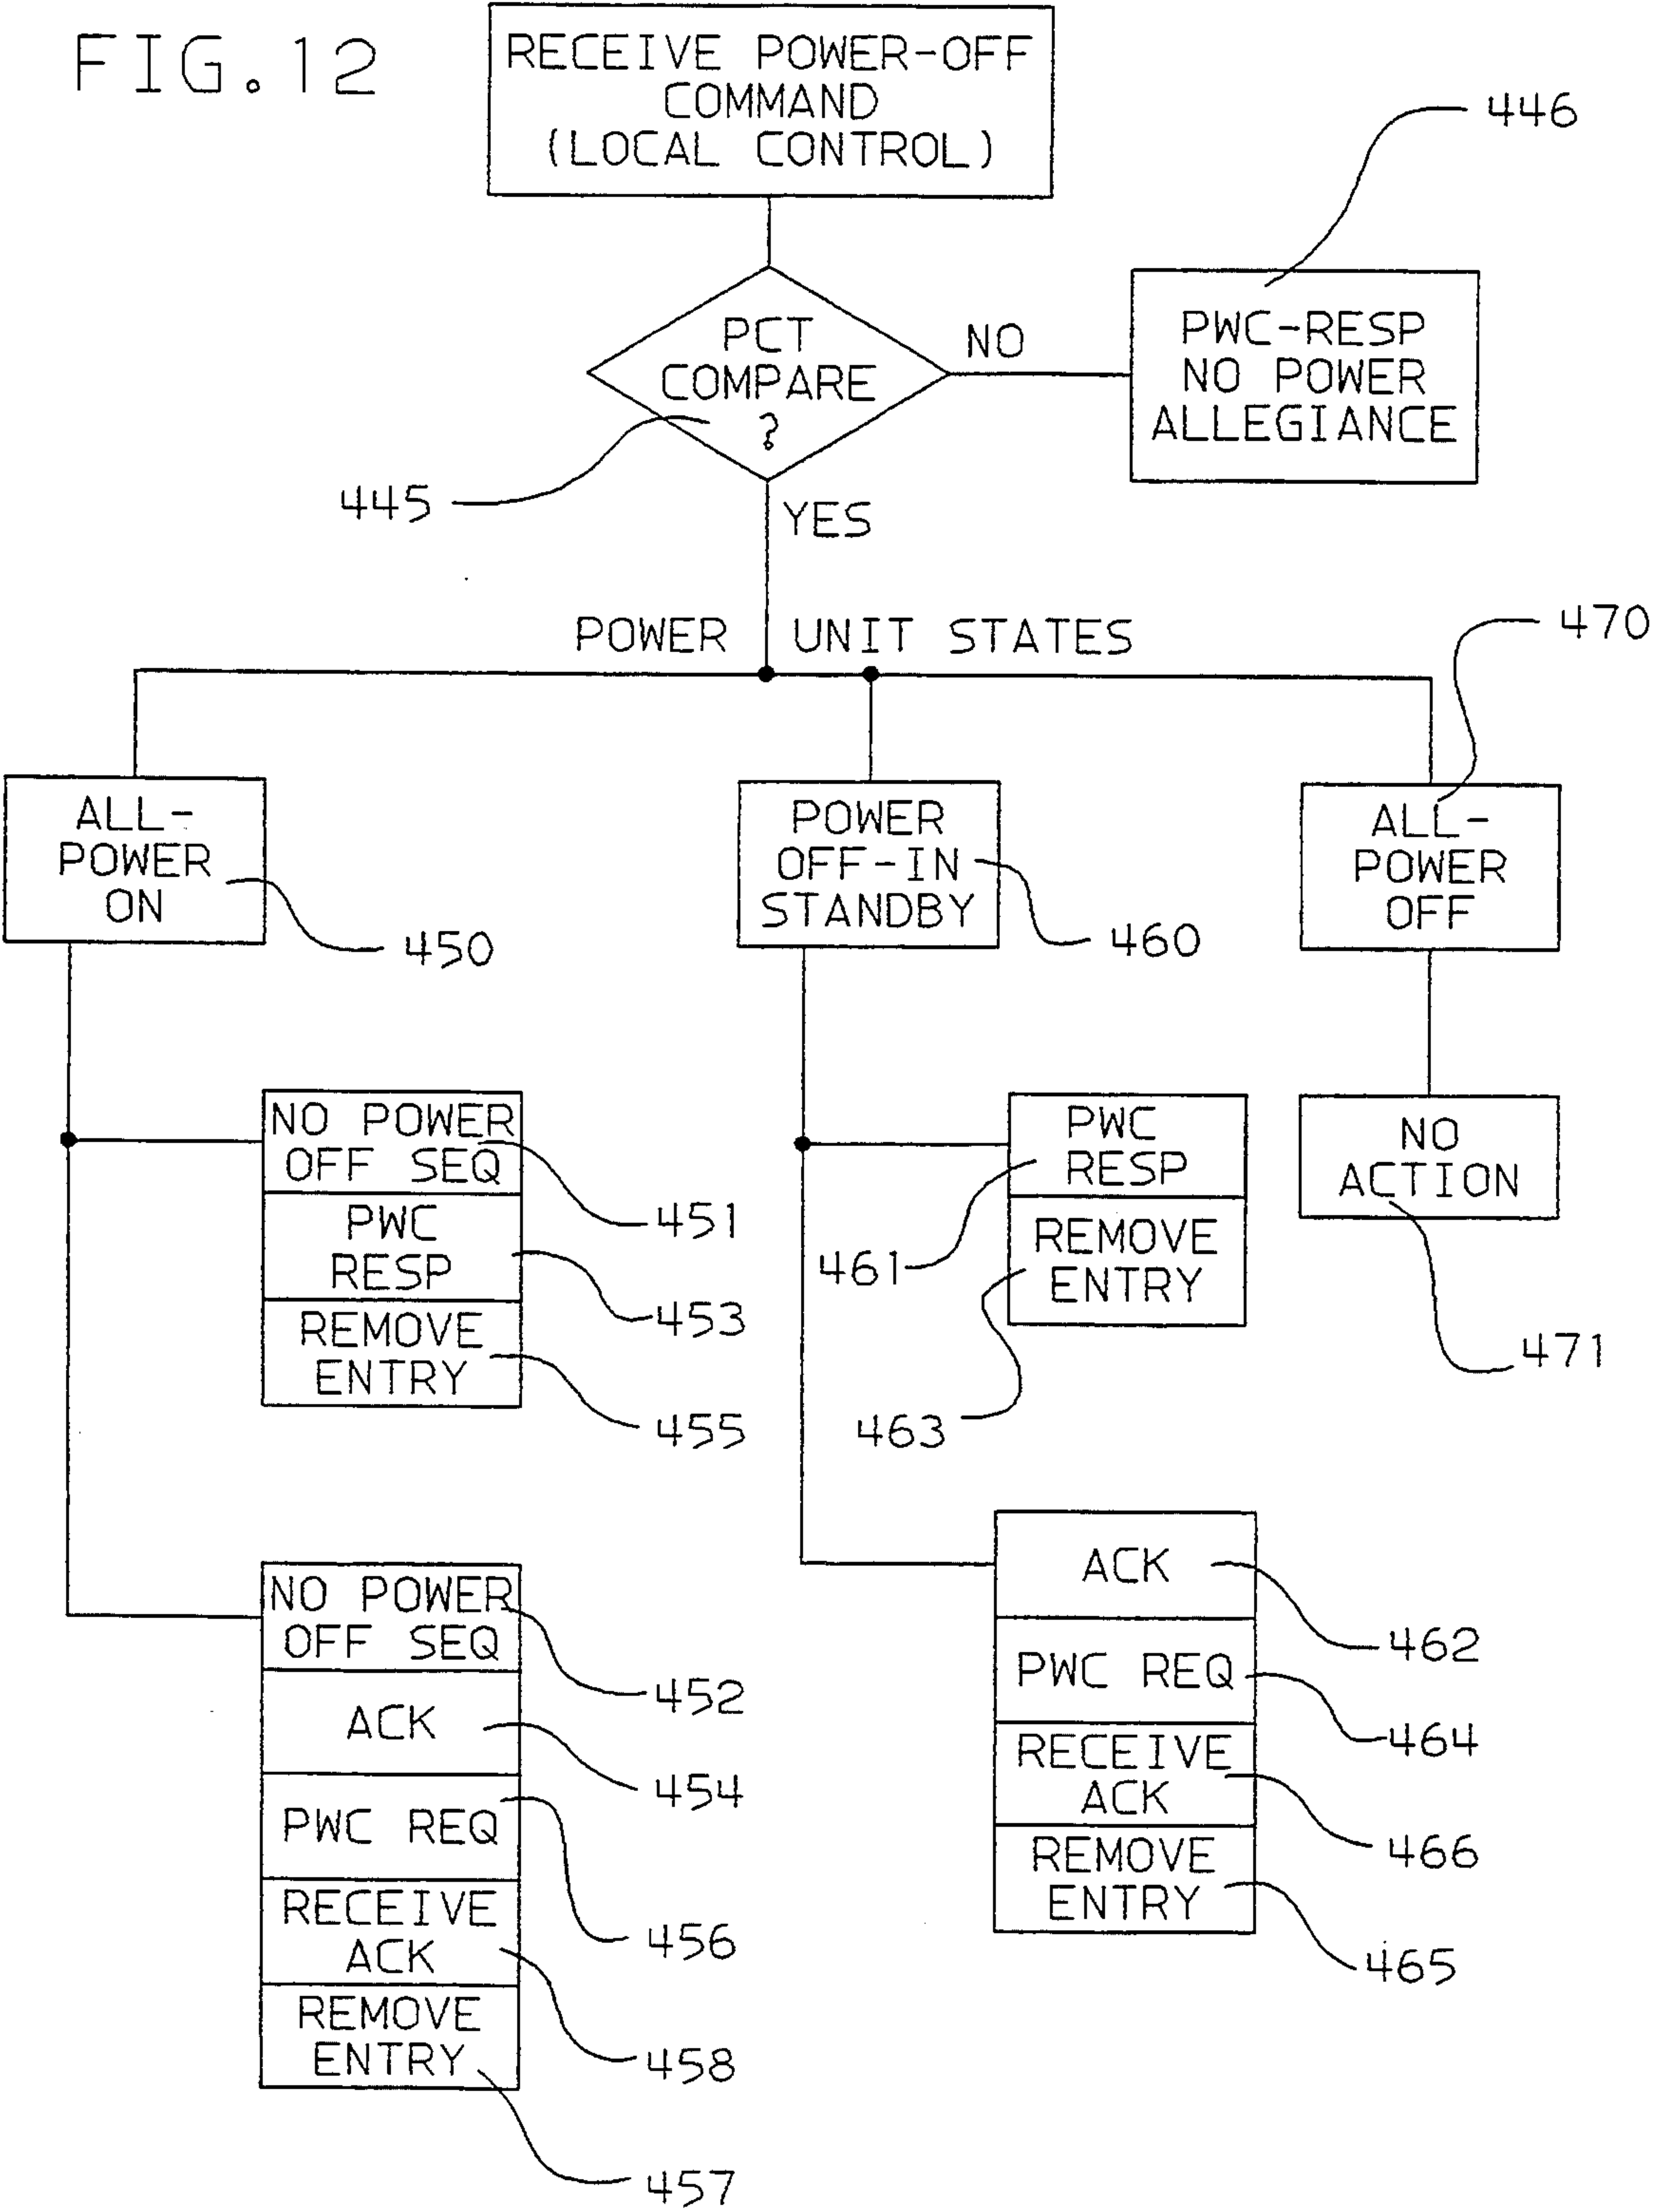 FIG.12
RECEIVE POWER-OFF
COMMAND
(LOCAL CONTROL)
446
PCT
COMPARE
?
NO
PWC-RESP
NO POWER
ALLEGIANCE
445
YES
POWER UNIT STATES
470
ALL-
POWER
ON
450
POWER
OFF-IN
STANDBY
460
ALL-
POWER
OFF
NO POWER
OFF SEQ
451
PWC
RESP
453
REMOVE
ENTRY
455
PWC
RESP
461
REMOVE
ENTRY
463
NO
ACTION
471
NO POWER
OFF SEQ
452
ACK
454
PWC REQ
456
RECEIVE
ACK
458
REMOVE
ENTRY
457
ACK
462
PWC REQ
464
RECEIVE
ACK
466
REMOVE
ENTRY
465